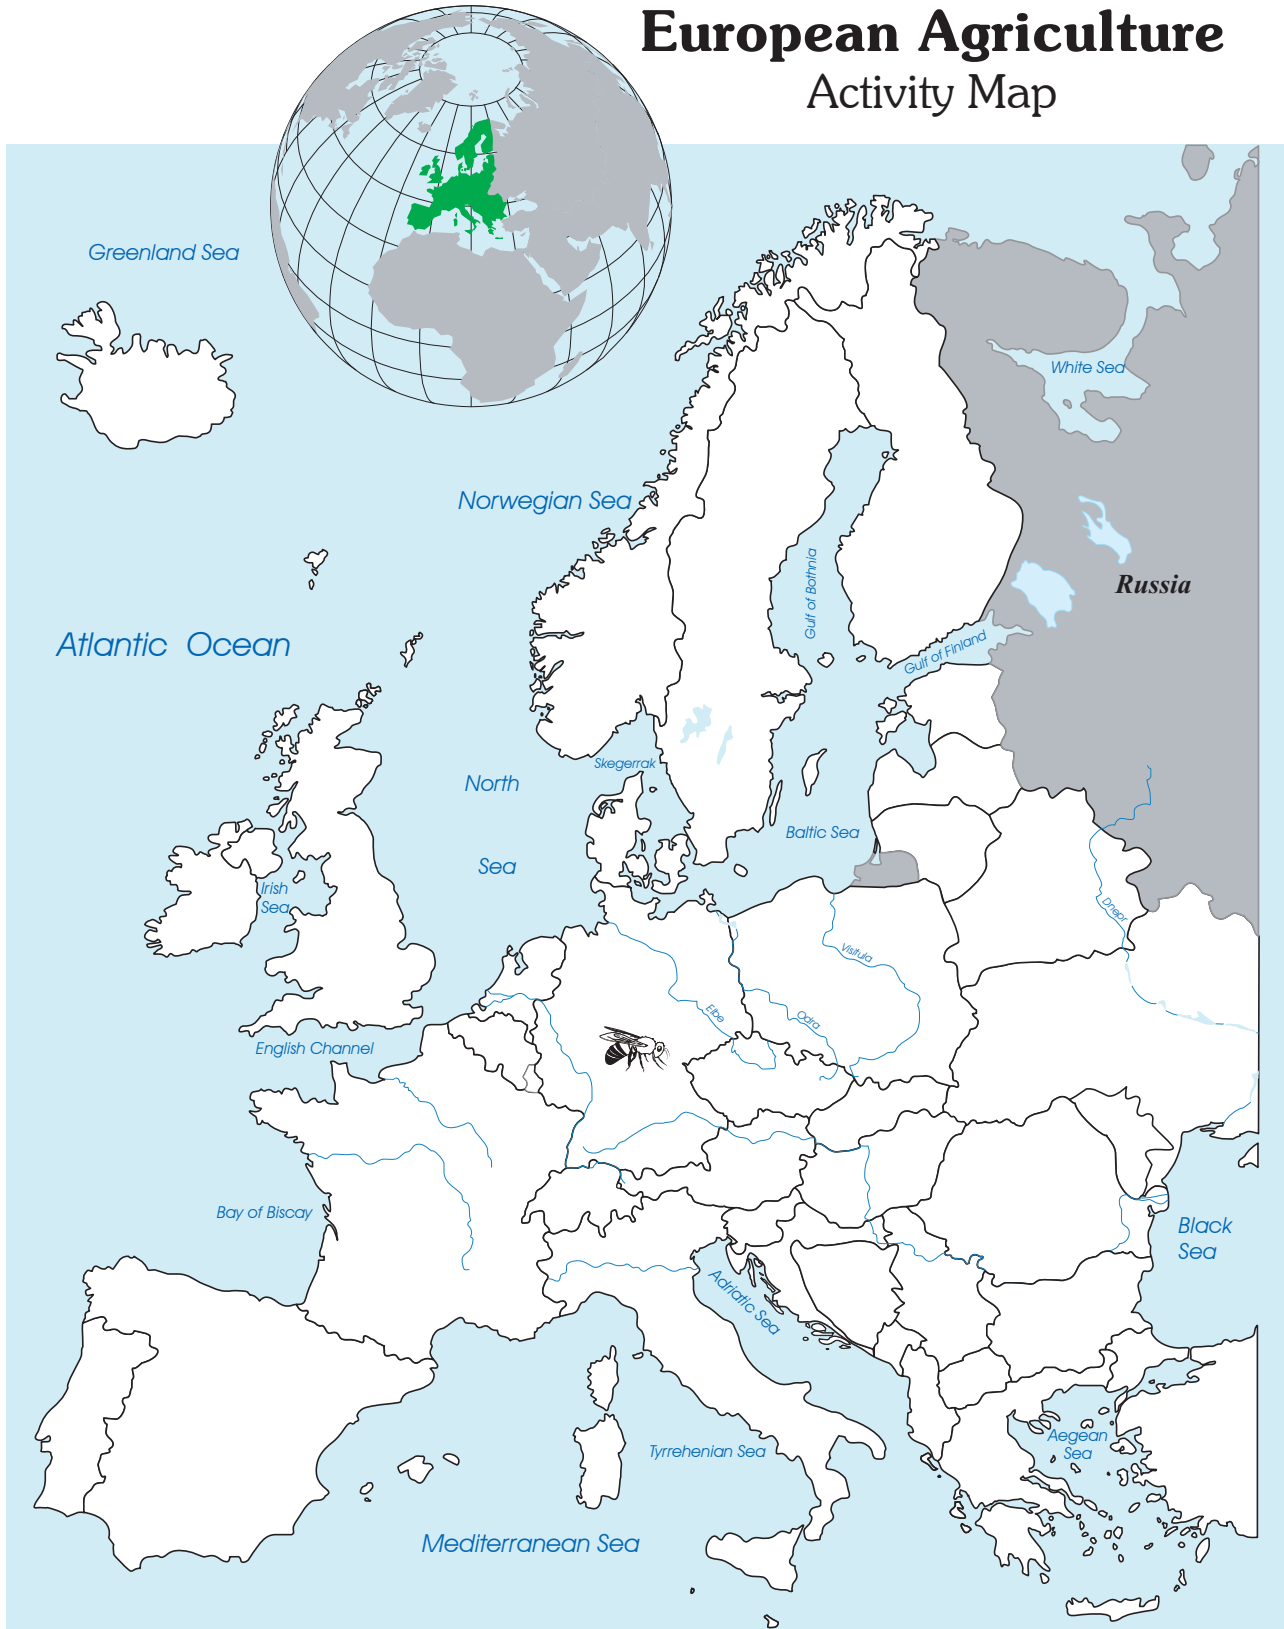 European Agriculture
Activity Map
Greenland Sea
White Sea
Norwegian Sea
Gulf of Bothnia
Russia
Atlantic Ocean
Gulf of Finland
Skegerrak
North
Sea
Baltic Sea
Irish
Sea
Dnepr
Visitula
Elbe
Odra
English Channel
Bay of Biscay
Black
Sea
Adriatic Sea
Aegean
Sea
Tyrrehenian Sea
Mediterranean Sea